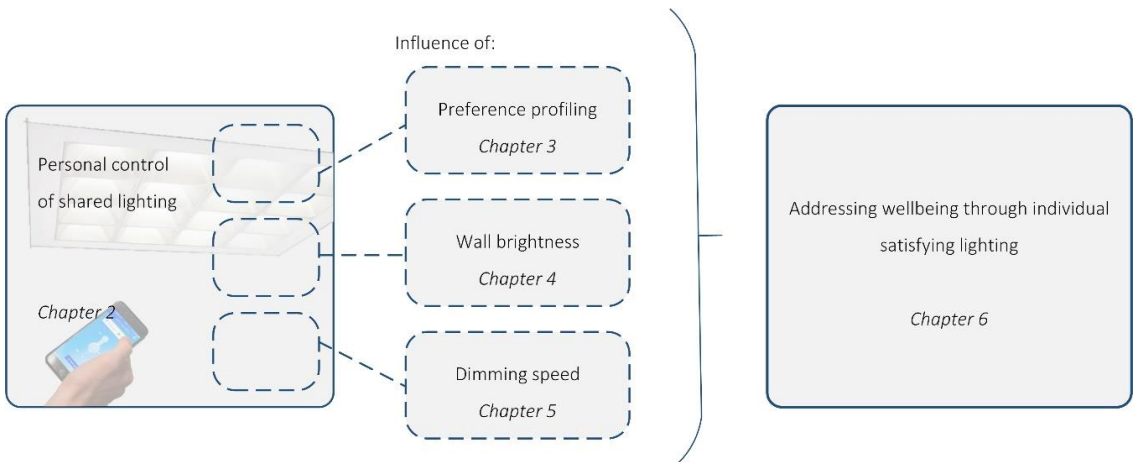 Influence of:
Personal control
of shared lighting
Chapter 2
Preference profiling
Chapter 3
Wall brightness
Chapter 4
Dimming speed
Chapter 5
Addressing wellbeing through individual
satisfying lighting
Chapter 6